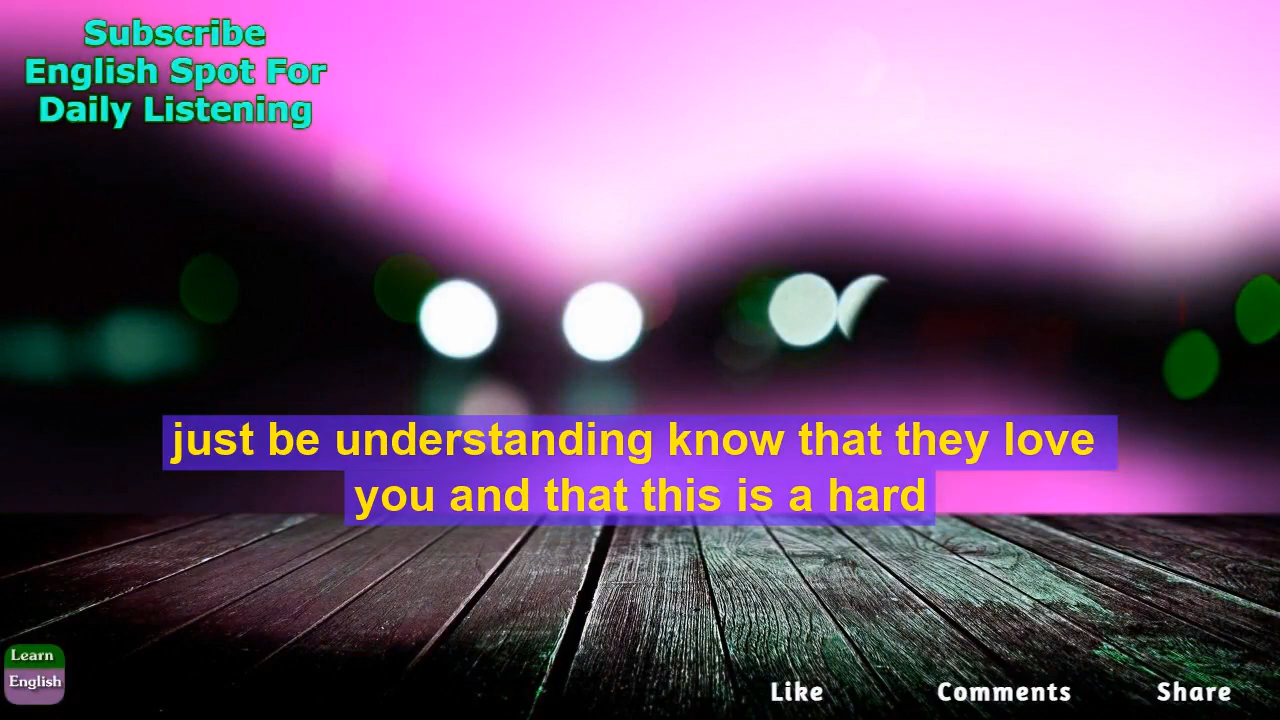 Subscribe
English Spot For
Daily Listening
just be understanding know that they love
you and that this is a hard
Learn
English
Like
Comments
Share